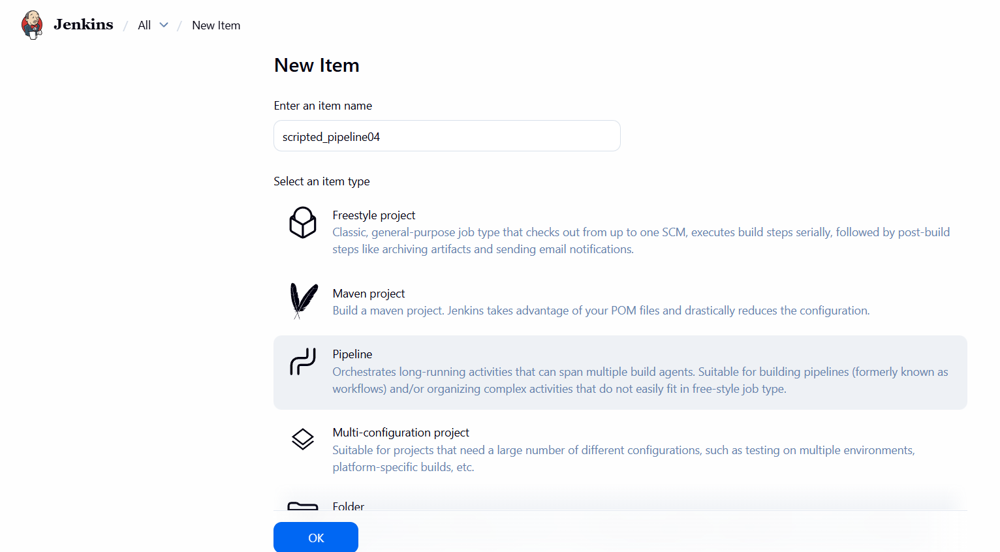 Jenkins / All / New Item
New Item
Enter an item name
scripted_pipeline04
Select an item type
Freestyle project
Classic, general-purpose job type that checks out from up to one SCM, executes build steps serially, followed by post-build
steps like archiving artifacts and sending email notifications.
Maven project
Build a maven project. Jenkins takes advantage of your POM files and drastically reduces the configuration.
Pipeline
Orchestrates long-running activities that can span multiple build agents. Suitable for building pipelines (formerly known as
workflows) and/or organizing complex activities that do not easily fit in free-style job type.
Multi-configuration project
Suitable for projects that need a large number of different configurations, such as testing on multiple environments,
platform-specific builds, etc.
Folder
OK